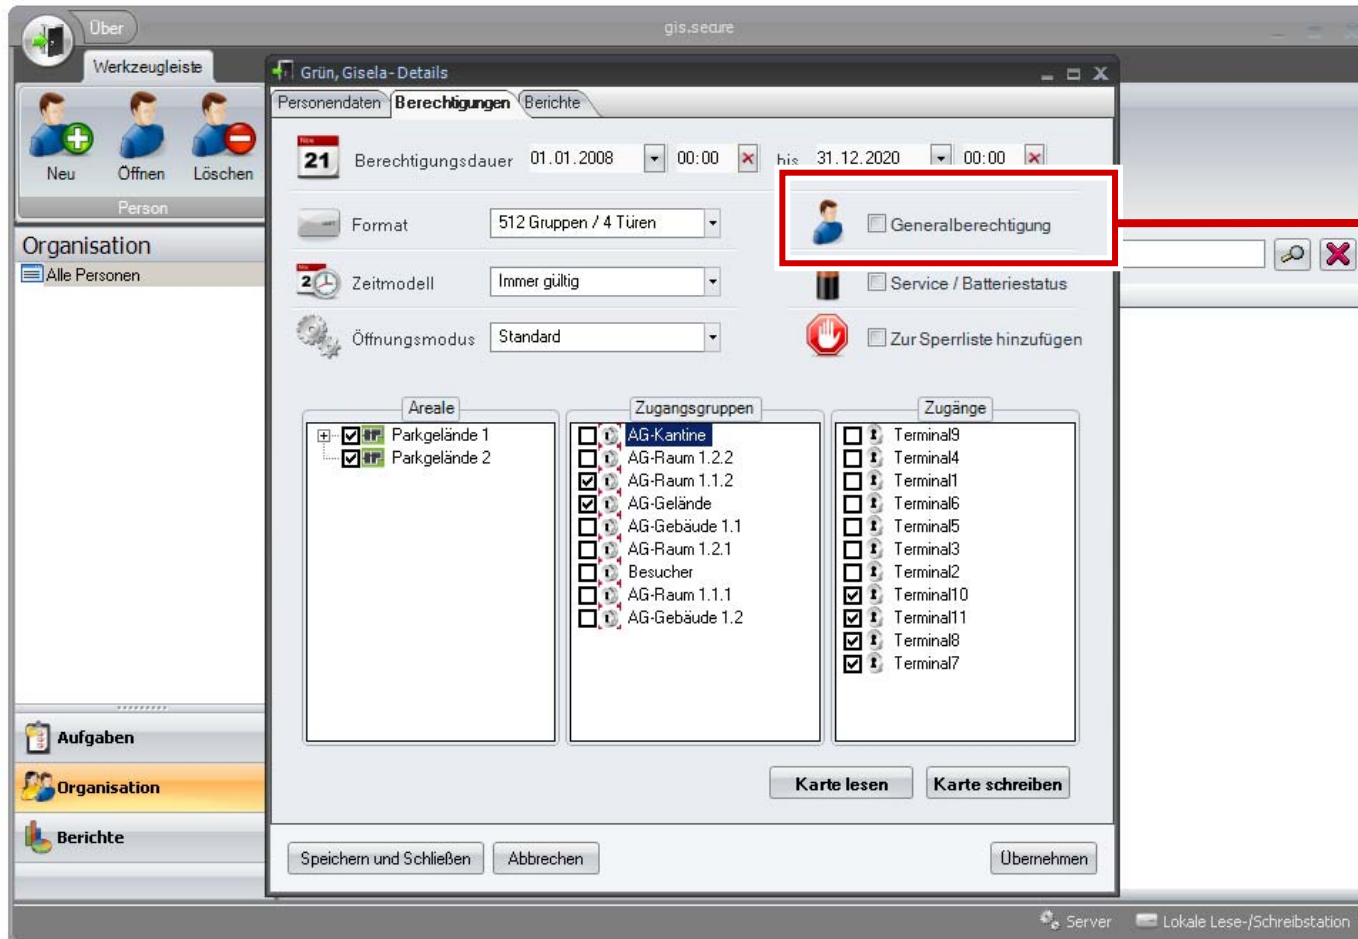 Über
gis.secure
Werkzeugleiste
Neu
Öffnen
Löschen
Person
Organisation
Alle Personen
Grün, Gisela - Details
Personendaten
Berechtigungen
Berichte
Nov
21
Berechtigungsdauer
01.01.2008
00:00
bis
31.12.2020
00:00
Format
512 Gruppen / 4 Türen
Generalberechtigung
2
Zeitmodell
Immer gültig
Service / Batteriestatus
Öffnungsmodus
Standard
Zur Sperrliste hinzufügen
Areale
Parkgelände 1
Parkgelände 2
Zugangsgruppen
AG-Kantine
AG-Raum 1.2.2
AG-Raum 1.1.2
AG-Gelände
AG-Gebäude 1.1
AG-Raum 1.2.1
Besucher
AG-Raum 1.1.1
AG-Gebäude 1.2
Zugänge
Terminal9
Terminal4
Terminal1
Terminal6
Terminal5
Terminal3
Terminal2
Terminal10
Terminal11
Terminal8
Terminal7
Karte lesen
Karte schreiben
Aufgaben
Organisation
Berichte
Speichern und Schließen
Abbrechen
Übernehmen
Server
Lokale Lese-/Schreibstation